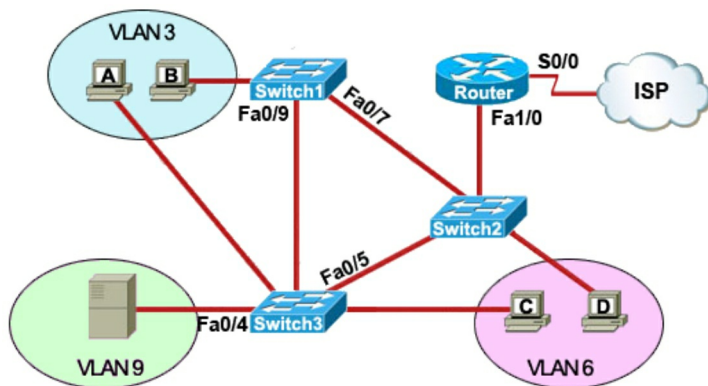 VLAN 3
A
B
Switch1
Fa0/9
Fa0/7
S0/0
Router
ISP
Fa1/0
Switch2
Fa0/5
Fa0/4
Switch3
C
D
VLAN 9
VLAN 6